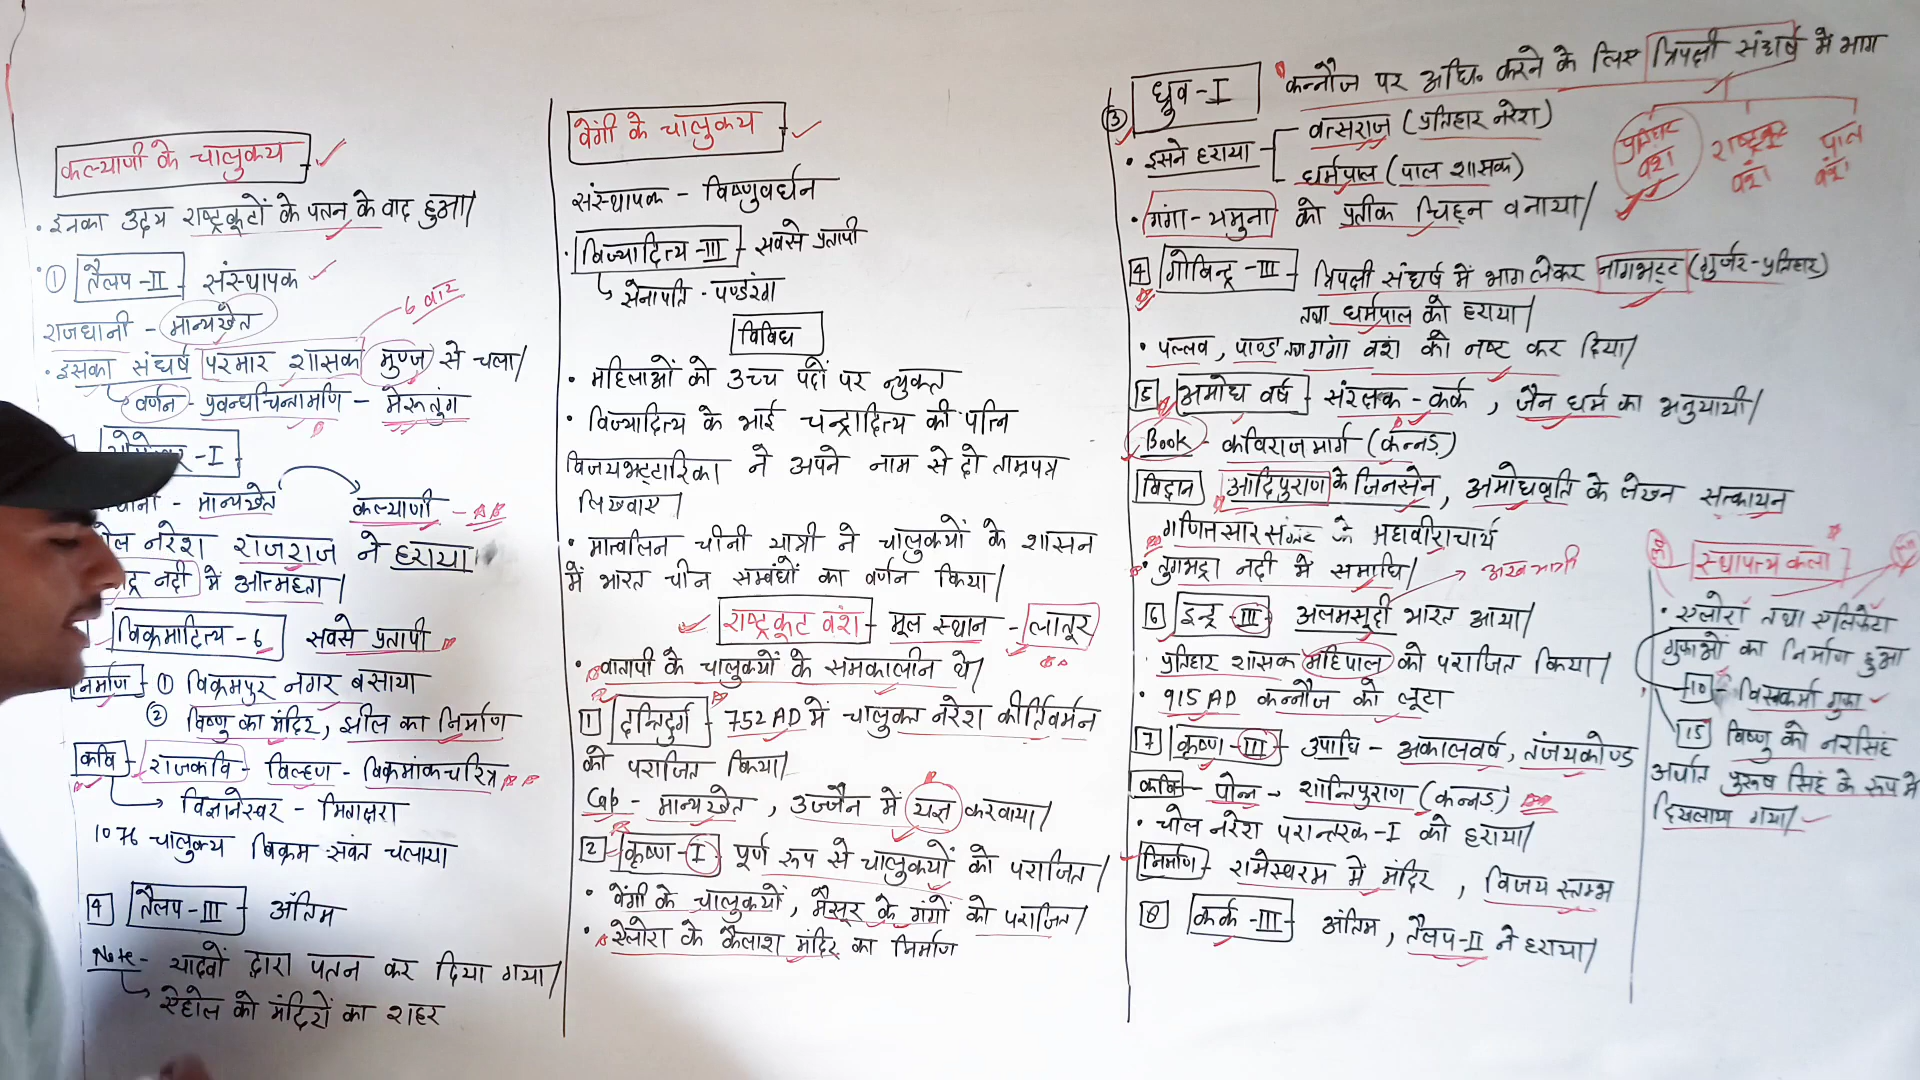 कल्याणी के चालुक्य
• इनका उदय राष्ट्रकूटों के पतन के बाद हुआ।
① तैलप-II संस्थापक
राजधानी - मान्यखेत
6 बार
• इसका संघर्ष परमार शासक मुञ्ज से चला।
वर्णन - प्रबन्धचिन्तामणि - मेरूतुंग
-I
- मान्यखेत कल्याणी -
नरेश राजराज ने हराया।
नदी में आत्महत्या।
विक्रमादित्य-6 सबसे प्रतापी
निर्माण ① विक्रमपुर नगर बसाया
② विष्णु का मंदिर, झील का निर्माण
कवि - राजकवि - विल्हण - विक्रमांकचरित्र
विज्ञानेस्वर - मिताक्षरा
1076 चालुक्य विक्रम संवत चलाया
4 तैलप-III - अंतिम
Note - यादवों द्वारा पतन कर दिया गया।
ऐहोल को मंदिरों का शहर
वेंगी के चालुक्य
संस्थापक - विष्णुवर्धन
• विज्यादित्य-III - सबसे प्रतापी
सेनापति - पण्डरंग
विविध
• महिलाओं को उच्च पदों पर न्युक्त
• विज्यादित्य के भाई चन्द्रादित्य की पत्नि
विजयभट्टारिका ने अपने नाम से दो ताम्रपत्र
लिखवाए।
• मात्वालिन चीनी यात्री ने चालुक्यों के शासन
में भारत चीन सम्बंधों का वर्णन किया।
राष्ट्रकूट वंश - मूल स्थान - लातूर
• वातापी के चालुक्यों के समकालीन थे।
1 दन्तिदुर्ग - 752 AD में चालुक्त नरेश कीर्तिवर्मन
को पराजित किया।
Cap - मान्यखेत, उज्जैन में यज्ञ करवाया।
2 कृष्ण-I पूर्ण रूप से चालुक्यों को पराजित।
• वेंगी के चालुक्यों, मैसूर के गंगों को पराजित।
• ऐलोरा के कैलाश मंदिर का निर्माण
③ ध्रुव-I कन्नौज पर अधि० करने के लिए त्रिपक्षी संघर्ष में भाग
प्रतिहार वंश राष्ट्रकूट वंश पाल वंश
• इसने हराया - वत्सराज (प्रतिहार नरेश)
धर्मपाल (पाल शासक)
• गंगा-यमुना को प्रतीक चिह्न बनाया।
4 गोबिन्द्र-III - त्रिपक्षी संघर्ष में भाग लेकर नागभट्ट (गुर्जर-प्रतिहार)
तथा धर्मपाल को हराया।
• पल्लव, पाण्ड तथा गंगा वंश को नष्ट कर दिया।
5 अमोघ वर्ष - संरक्षक - कर्क, जैन धर्म का अनुयायी।
Book - कविराजमार्ग (कन्नड़)
विद्वान आदिपुराण के जिनसेन, अमोघवृति के लेखन सत्कायन
गणितसार संग्रह के महावीराचार्य
• तुगभद्रा नदी में समाधि।
अरब यात्री
6 इन्द्र-III - अलमसूदी भारत आया।
• प्रतिहार शासक महिपाल को पराजित किया।
• 915 AD कन्नौज को लूटा
7 कृष्ण-III - उपाधि - अकालवर्ष, तंजयकोण्ड
कवि - पोन्न - शान्तिपुराण (कन्नड़)
• चोल नरेश परान्तक-I को हराया।
निर्माण - रामेस्वरम में मंदिर, विजय स्तम्भ
8 कर्क-III - अंतिम, तैलप-II ने हराया।
स्थापत्य कला
• एलोरा तथा एलिफेंटा
गुफाओं का निर्माण हुआ
10 - विस्वकर्मा गुफा
15 विष्णु को नरसिंह
अर्थात पुरूष सिंह के रूप में
दिखलाया गया।